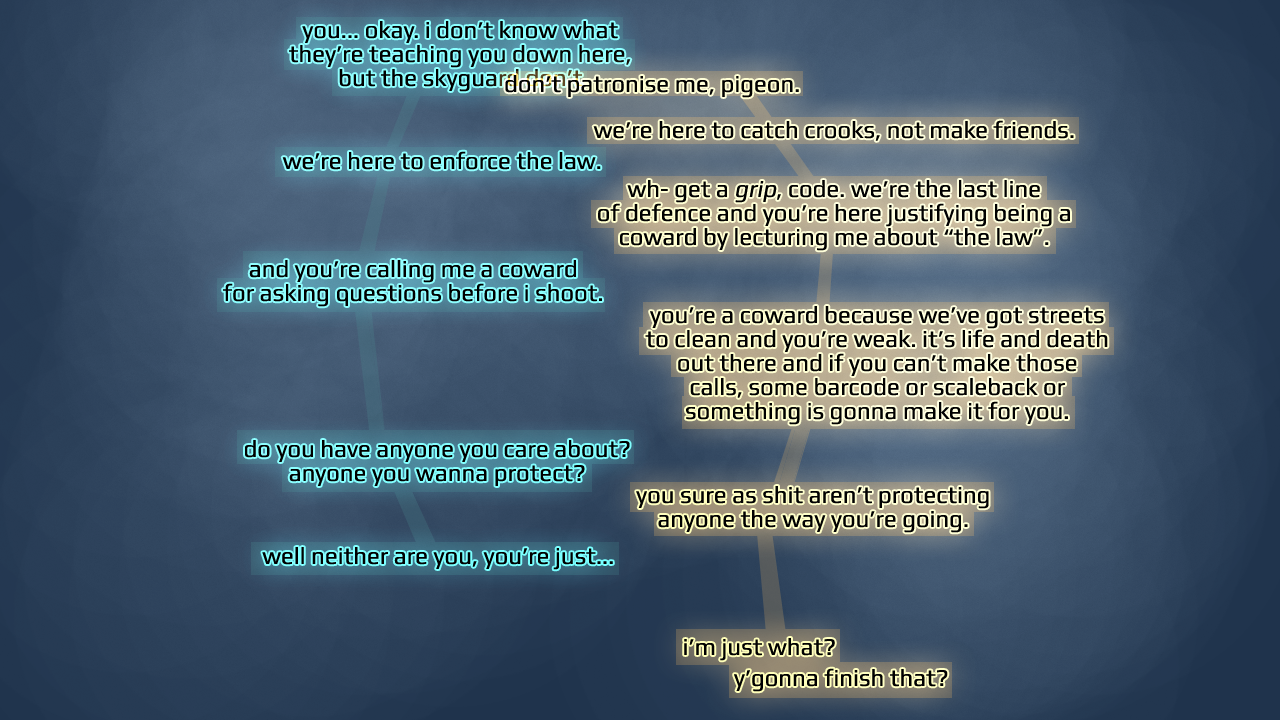 you... okay. i don't know what
they're teaching you down here,
but the skyguard don't
don't patronise me, pigeon.
we're here to catch crooks, not make friends.
we're here to enforce the law.
wh- get a grip, code. we're the last line
of defence and you're here justifying being a
coward by lecturing me about “the law”.
and you're calling me a coward
for asking questions before i shoot.
you're a coward because we've got streets
to clean and you're weak. it's life and death
out there and if you can't make those
calls, some barcode or scaleback or
something is gonna make it for you.
do you have anyone you care about?
anyone you wanna protect?
you sure as shit aren't protecting
anyone the way you're going.
well neither are you, you're just...
i'm just what?
y'gonna finish that?